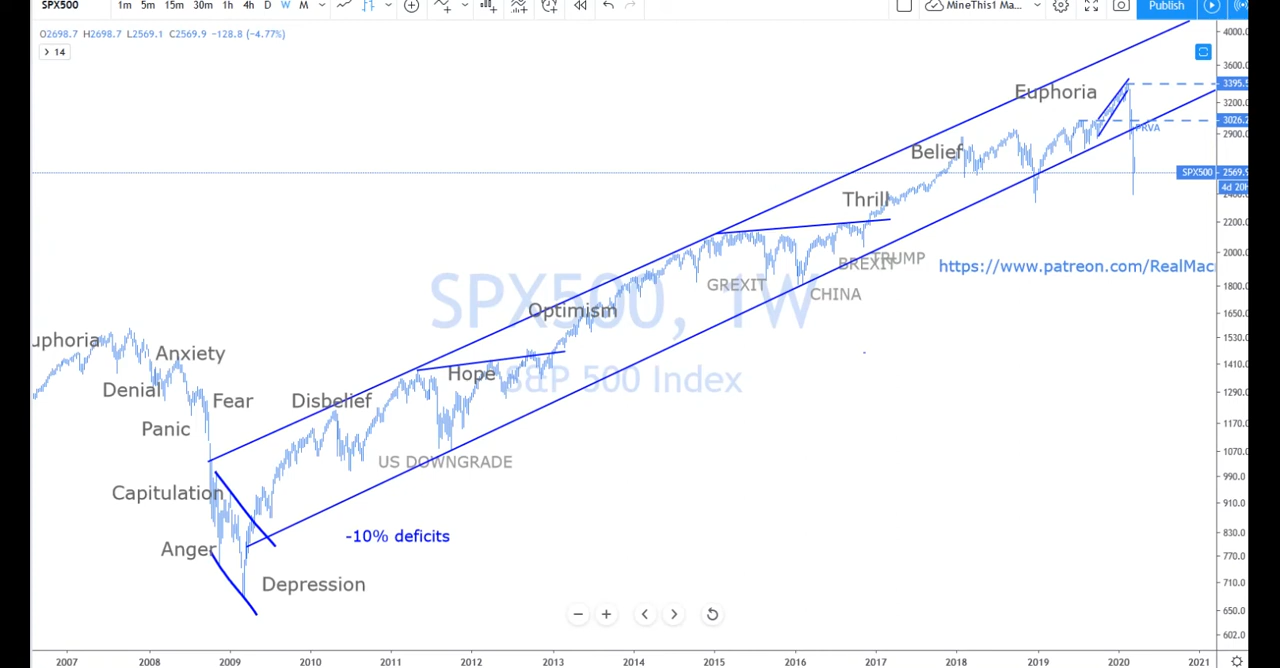 SPX500 1m 5m 15m 30m 1h 4h D W M MineThis1 Ma... Publish
O2698.7 H2698.7 L2569.1 C2569.9 −128.8 (−4.77%)
> 14
4000.0
3600.0
3395.5
3200.0
3026.2
2900.0
SPX500 2569.9
4d 20h
2200.0
2000.0
1800.0
1650.0
1530.0
1410.0
1290.0
1170.0
1070.0
990.0
910.0
830.0
770.0
710.0
650.0
602.0
Euphoria
PRVA
Belief
Thrill
BREXIT
TRUMP
https://www.patreon.com/RealMac
GREXIT
CHINA
SPX500, 1W
S&P 500 Index
Optimism
uphoria
Anxiety
Denial
Hope
Fear
Disbelief
Panic
US DOWNGRADE
Capitulation
-10% deficits
Anger
Depression
2007 2008 2009 2010 2011 2012 2013 2014 2015 2016 2017 2018 2019 2020 2021